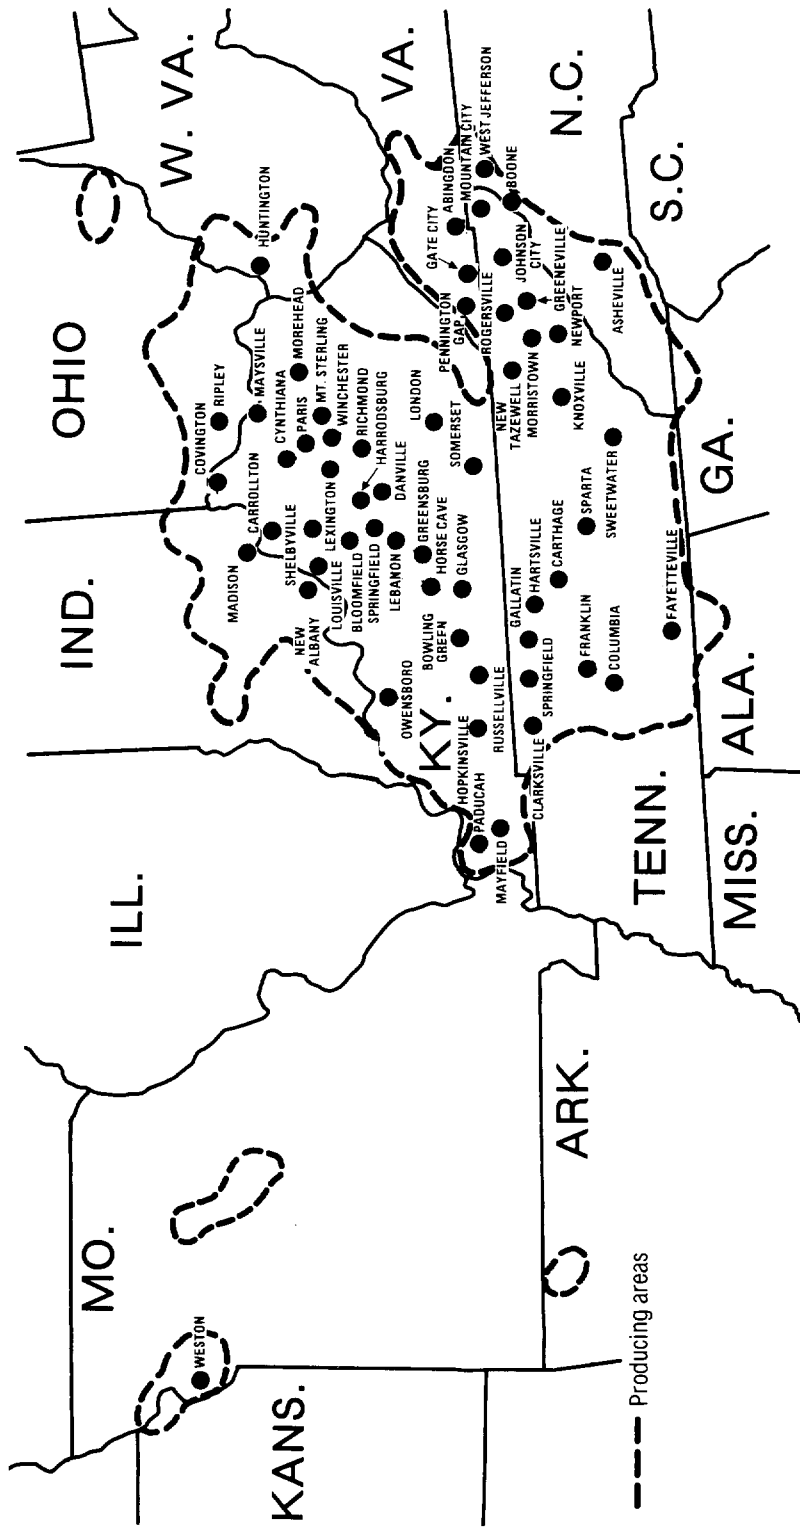 MO.
ILL.
IND.
OHIO
W. VA.
VA.
KANS.
KY.
ARK.
TENN.
N.C.
S.C.
MISS.
ALA.
GA.
WESTON
COVINGTON
RIPLEY
MADISON
CARROLLTON
MAYSVILLE
HUNTINGTON
CYNTHIANA
MOREHEAD
SHELBYVILLE
PARIS
MT. STERLING
NEW
ALBANY
LOUISVILLE
LEXINGTON
WINCHESTER
BLOOMFIELD
RICHMOND
SPRINGFIELD
HARRODSBURG
LEBANON
DANVILLE
OWENSBORO
GREENSBURG
LONDON
BOWLING
GREEN
HORSE CAVE
GLASGOW
SOMERSET
HOPKINSVILLE
PADUCAH
MAYFIELD
RUSSELLVILLE
PENNINGTON
GAP
GATE CITY
ABINGDON
MOUNTAIN CITY
WEST JEFFERSON
ROGERSVILLE
BOONE
JOHNSON
CITY
NEW
TAZEWELL
GREENEVILLE
MORRISTOWN
NEWPORT
CLARKSVILLE
SPRINGFIELD
GALLATIN
HARTSVILLE
CARTHAGE
KNOXVILLE
ASHEVILLE
FRANKLIN
SPARTA
COLUMBIA
SWEETWATER
FAYETTEVILLE
Producing areas